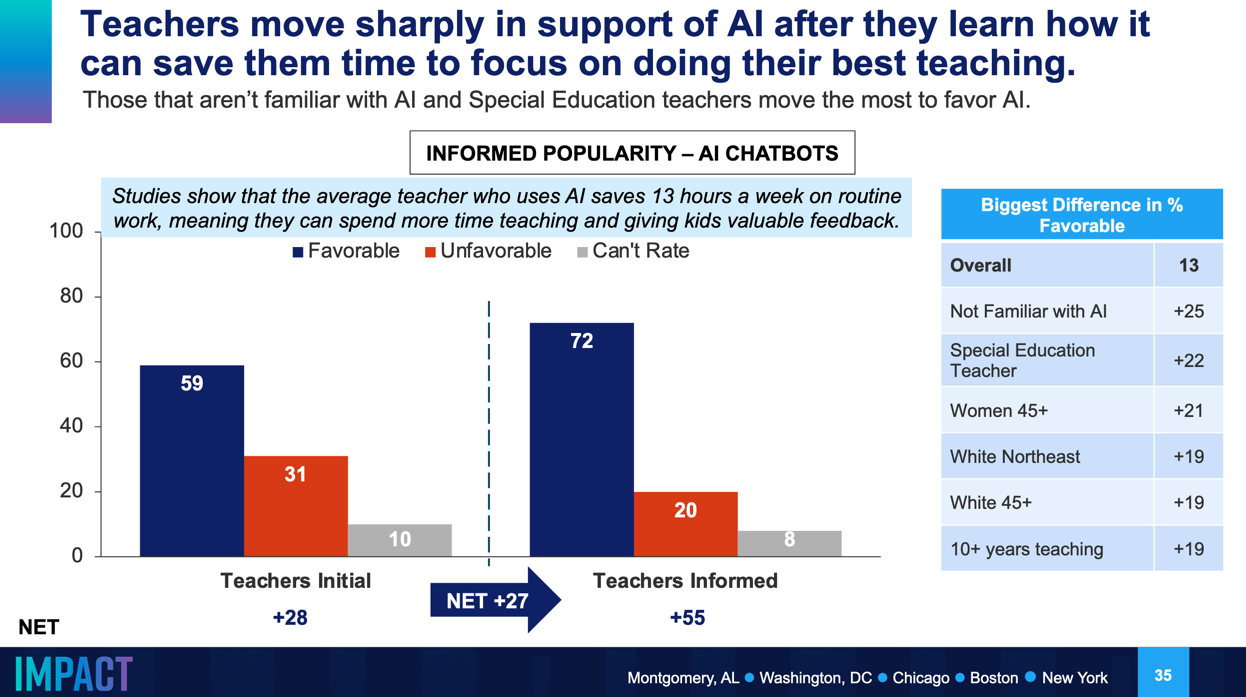 Teachers move sharply in support of AI after they learn how it
can save them time to focus on doing their best teaching.
Those that aren’t familiar with AI and Special Education teachers move the most to favor AI.
INFORMED POPULARITY – AI CHATBOTS
Studies show that the average teacher who uses AI saves 13 hours a week on routine
work, meaning they can spend more time teaching and giving kids valuable feedback.
Favorable Unfavorable Can't Rate
100
80
60
40
20
0
59
31
10
72
20
8
Teachers Initial
Teachers Informed
NET
+28
NET +27
+55
Biggest Difference in %
Favorable
Overall 13
Not Familiar with AI +25
Special Education
Teacher +22
Women 45+ +21
White Northeast +19
White 45+ +19
10+ years teaching +19
IMPACT
Montgomery, AL ● Washington, DC ● Chicago ● Boston ● New York
35